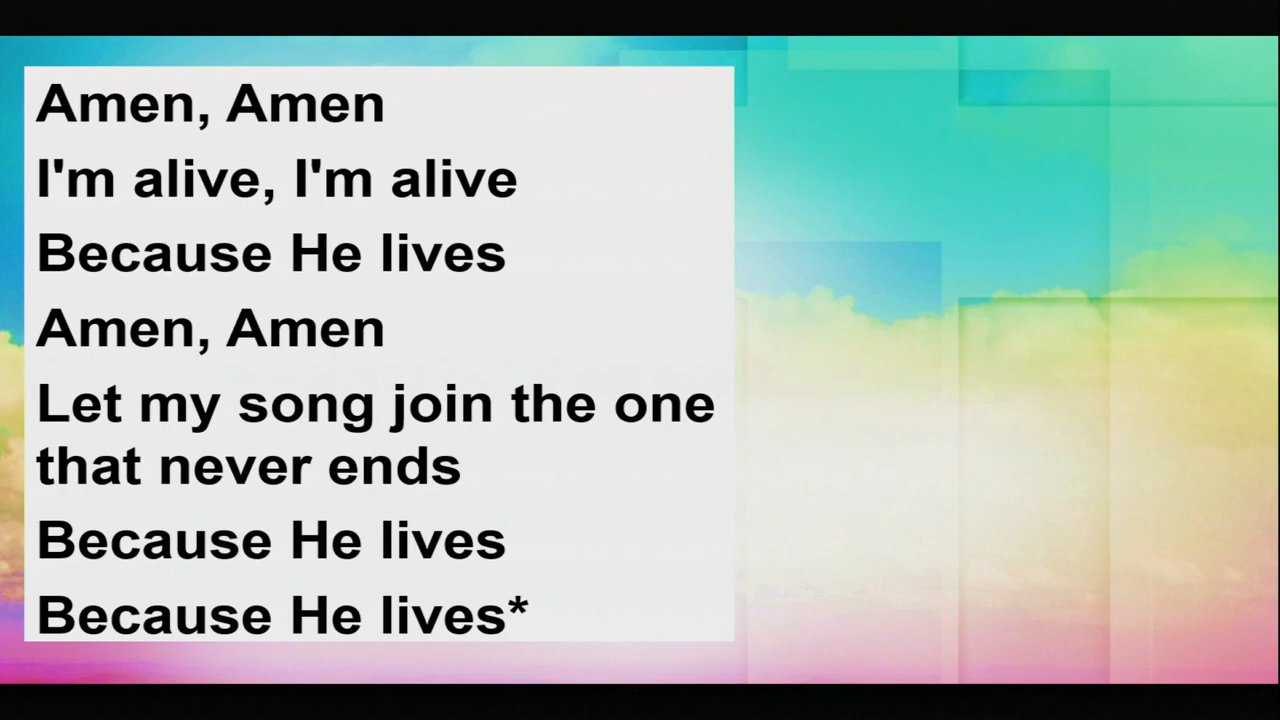 Amen, Amen
I'm alive, I'm alive
Because He lives
Amen, Amen
Let my song join the one
that never ends
Because He lives
Because He lives*